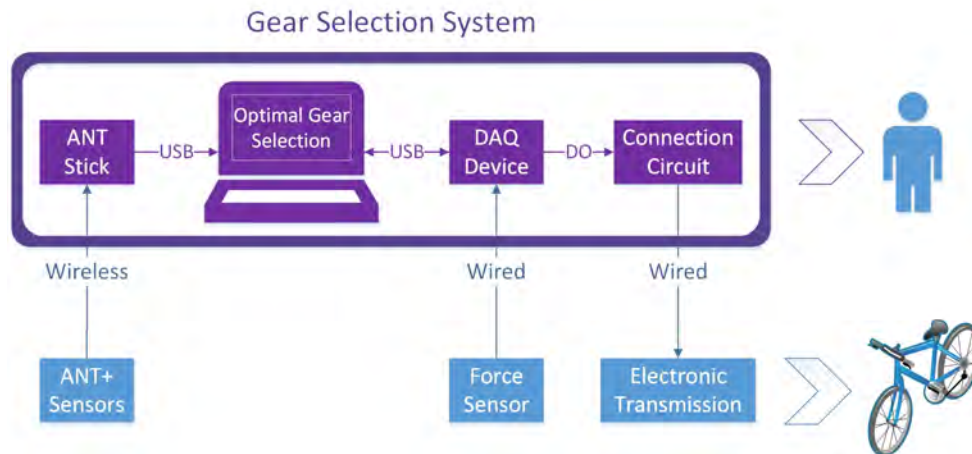 Gear Selection System
ANT
Stick
USB
Optimal Gear
Selection
USB
DAQ
Device
DO
Connection
Circuit
Wireless
Wired
Wired
ANT+
Sensors
Force
Sensor
Electronic
Transmission